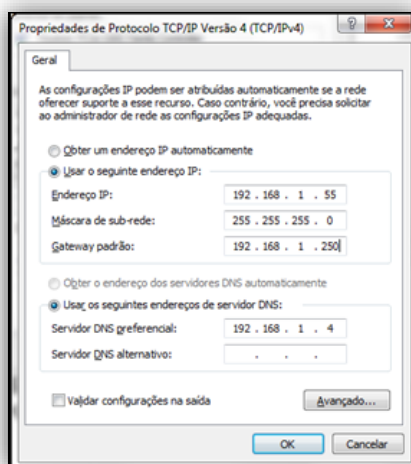 Propriedades de Protocolo TCP/IP Versão 4 (TCP/IPv4)
Geral
As configurações IP podem ser atribuídas automaticamente se a rede
oferecer suporte a esse recurso. Caso contrário, você precisa solicitar
ao administrador de rede as configurações IP adequadas.
Obter um endereço IP automaticamente
Usar o seguinte endereço IP:
Endereço IP: 192 . 168 . 1 . 55
Máscara de sub-rede: 255 . 255 . 255 . 0
Gateway padrão: 192 . 168 . 1 . 250
Obter o endereço dos servidores DNS automaticamente
Usar os seguintes endereços de servidor DNS:
Servidor DNS preferencial: 192 . 168 . 1 . 4
Servidor DNS alternativo: . . .
Validar configurações na saída
Avançado...
OK Cancelar